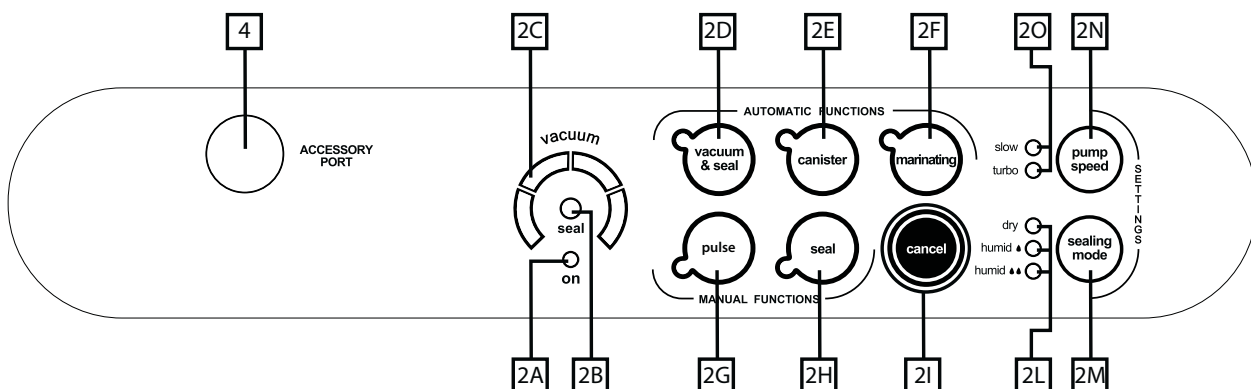 4
2C
2D
2E
2F
2O
2N
AUTOMATIC FUNCTIONS
vacuum
ACCESSORY
PORT
vacuum
& seal
canister
marinating
slow
turbo
pump
speed
SETTINGS
seal
on
pulse
seal
cancel
dry
humid
humid
sealing
mode
MANUAL FUNCTIONS
2A
2B
2G
2H
2I
2L
2M